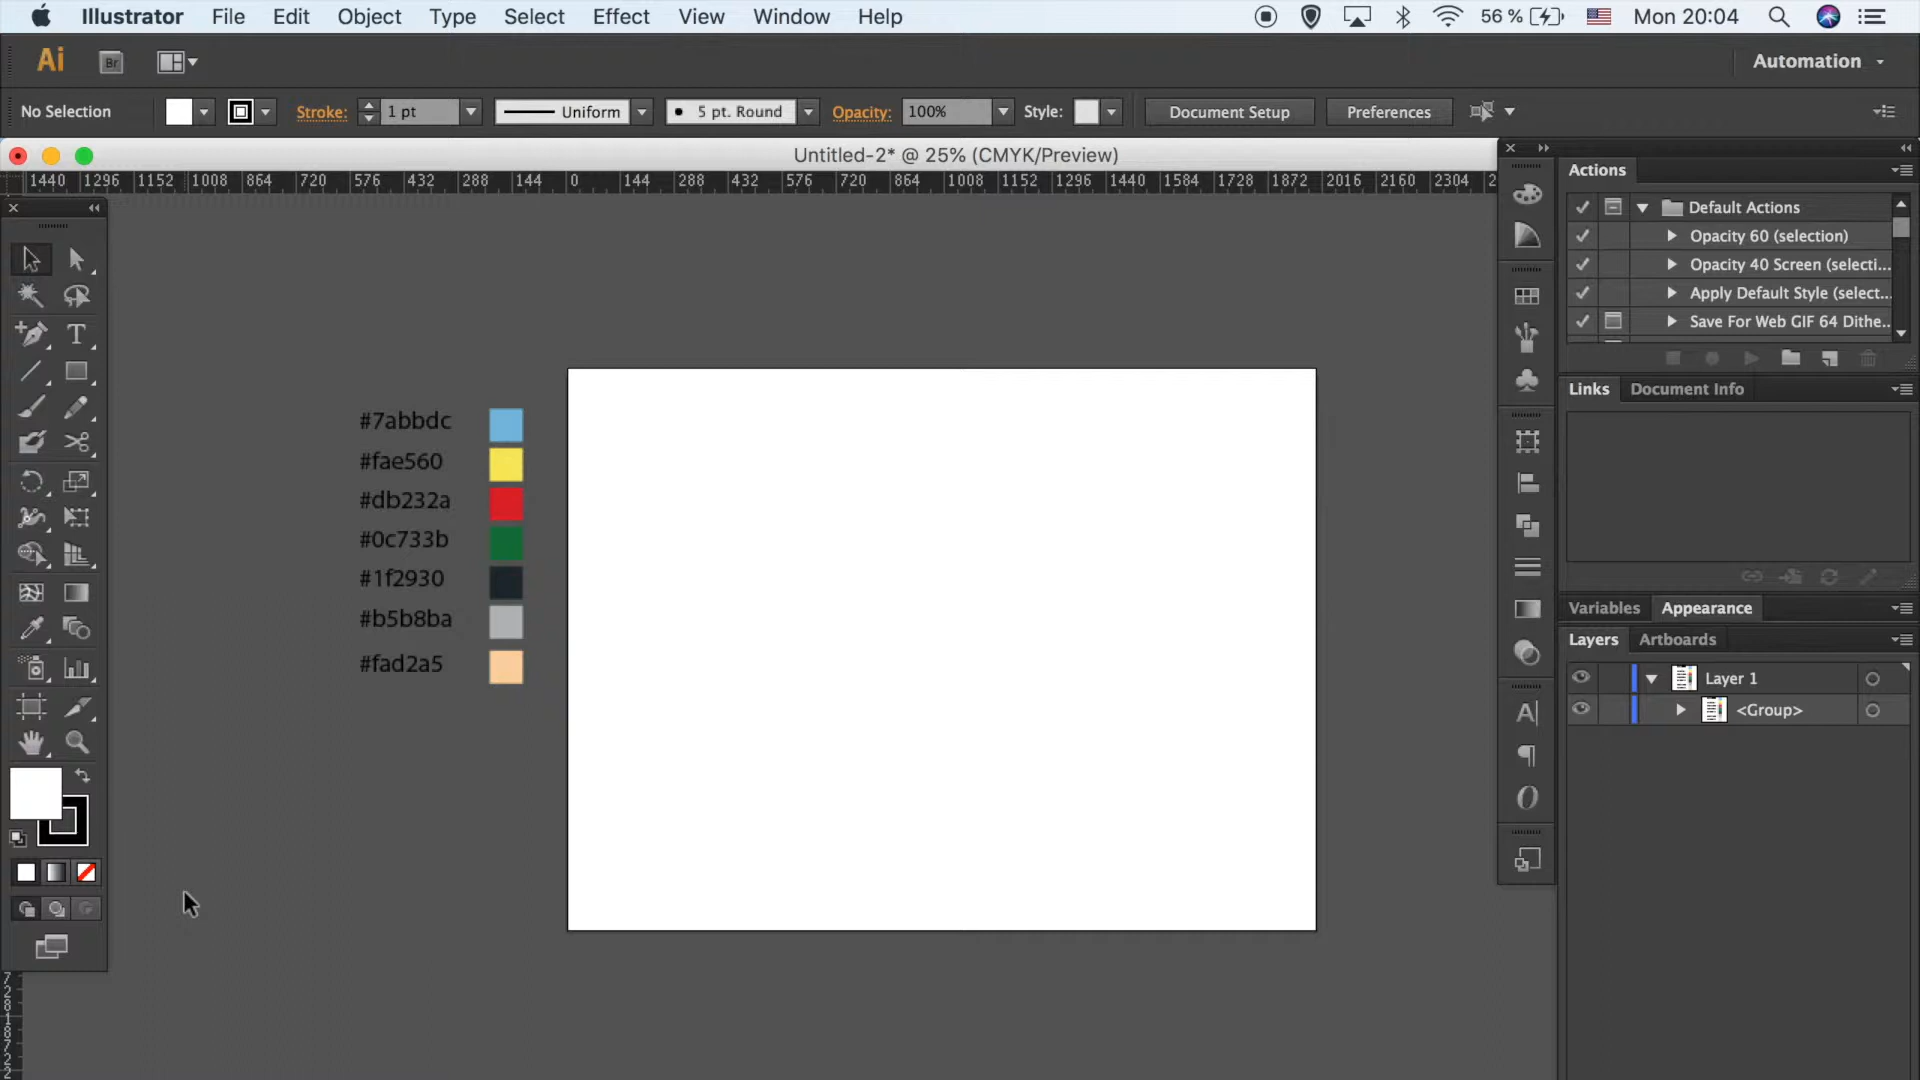 Illustrator File Edit Object Type Select Effect View Window Help 56 % Mon 20:04
Ai Br Automation
No Selection Stroke: 1 pt Uniform 5 pt. Round Opacity: 100% Style: Document Setup Preferences
Untitled-2* @ 25% (CMYK/Preview)
1440 1296 1152 1008 864 720 576 432 288 144 0 144 288 432 576 720 864 1008 1152 1296 1440 1584 1728 1872 2016 2160 2304 2
Actions
Default Actions
Opacity 60 (selection)
Opacity 40 Screen (selecti...
Apply Default Style (select...
Save For Web GIF 64 Dithe...
Links Document Info
#7abbdc
#fae560
#db232a
#0c733b
#1f2930
#b5b8ba
#fad2a5
Variables Appearance
Layers Artboards
Layer 1
<Group>